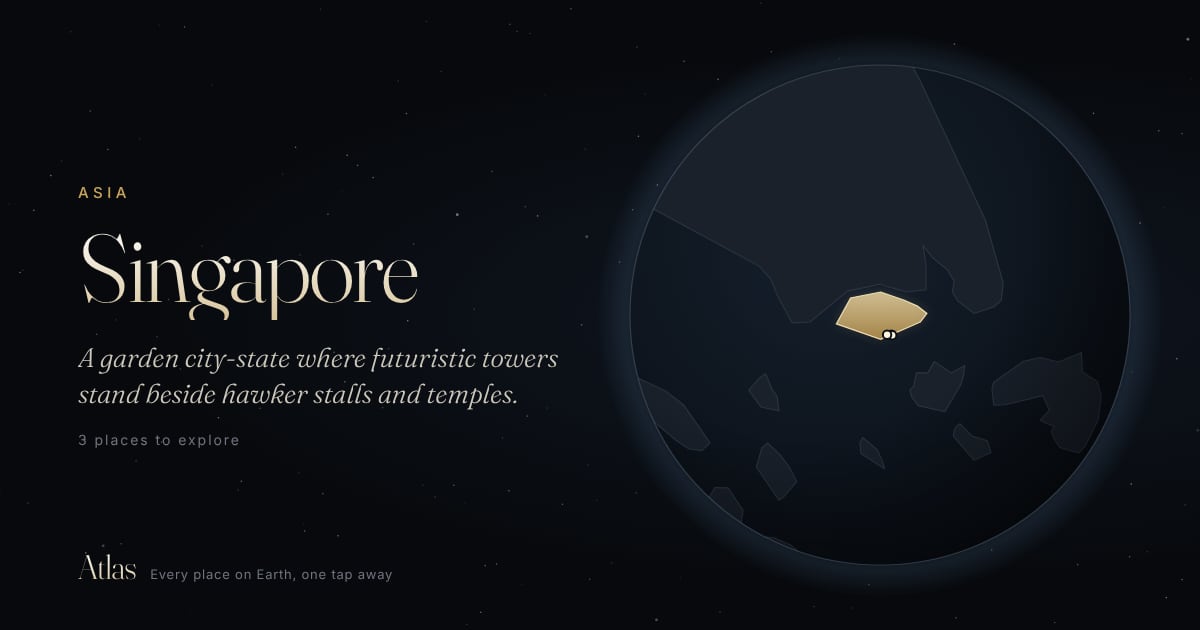 ASIA
Singapore
A garden city-state where futuristic towers
stand beside hawker stalls and temples.
3 places to explore
Atlas Every place on Earth, one tap away